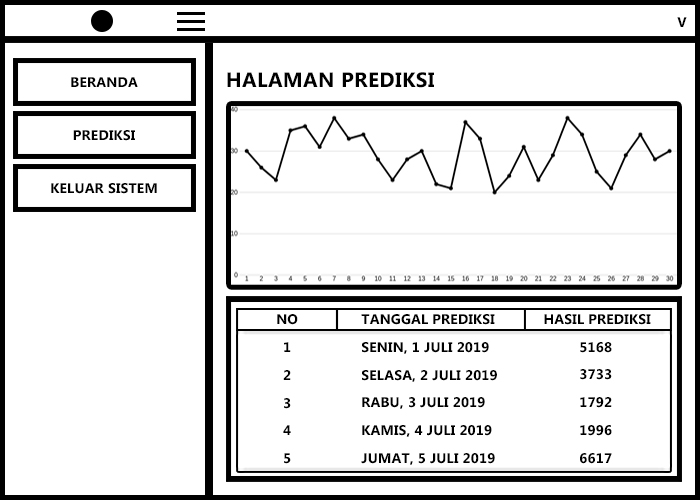 V
BERANDA
PREDIKSI
KELUAR SISTEM
HALAMAN PREDIKSI
40
30
20
10
0
1 2 3 4 5 6 7 8 9 10 11 12 13 14 15 16 17 18 19 20 21 22 23 24 25 26 27 28 29 30
NO TANGGAL PREDIKSI HASIL PREDIKSI
1 SENIN, 1 JULI 2019 5168
2 SELASA, 2 JULI 2019 3733
3 RABU, 3 JULI 2019 1792
4 KAMIS, 4 JULI 2019 1996
5 JUMAT, 5 JULI 2019 6617